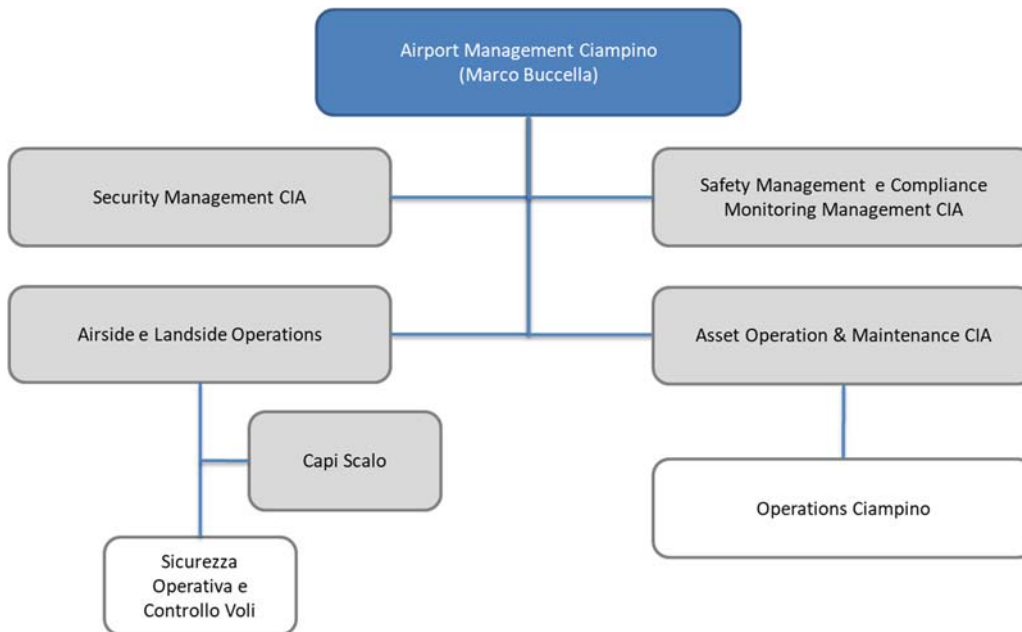 Airport Management Ciampino
(Marco Buccella)
Security Management CIA
Safety Management e Compliance
Monitoring Management CIA
Airside e Landside Operations
Asset Operation & Maintenance CIA
Capi Scalo
Operations Ciampino
Sicurezza
Operativa e
Controllo Voli